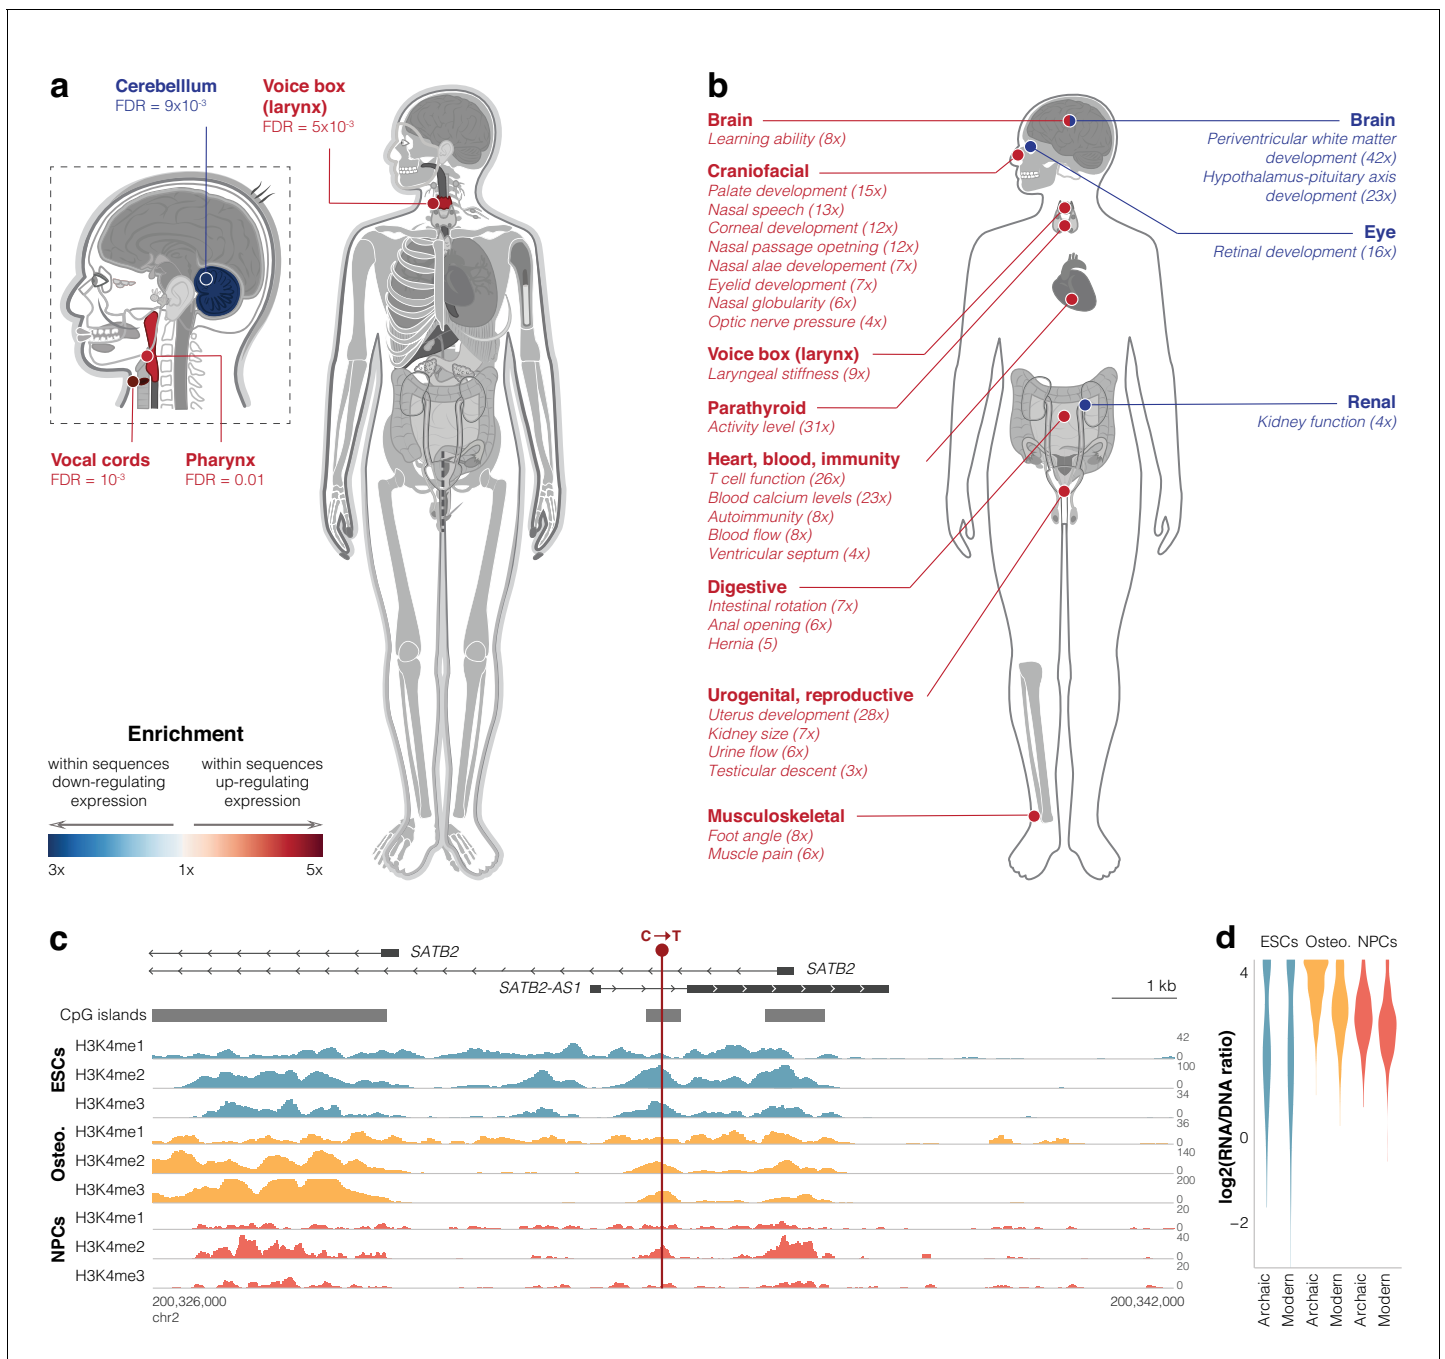 a
Cerebelllum
FDR = 9x10-3
Voice box
(larynx)
FDR = 5x10-3
Vocal cords
FDR = 10-3
Pharynx
FDR = 0.01
Enrichment
within sequences
down-regulating
expression
within sequences
up-regulating
expression
3x
1x
5x
b
Brain
Learning ability (8x)
Craniofacial
Palate development (15x)
Nasal speech (13x)
Corneal development (12x)
Nasal passage opetning (12x)
Nasal alae developement (7x)
Eyelid development (7x)
Nasal globularity (6x)
Optic nerve pressure (4x)
Voice box (larynx)
Laryngeal stiffness (9x)
Parathyroid
Activity level (31x)
Heart, blood, immunity
T cell function (26x)
Blood calcium levels (23x)
Autoimmunity (8x)
Blood flow (8x)
Ventricular septum (4x)
Digestive
Intestinal rotation (7x)
Anal opening (6x)
Hernia (5)
Urogenital, reproductive
Uterus development (28x)
Kidney size (7x)
Urine flow (6x)
Testicular descent (3x)
Musculoskeletal
Foot angle (8x)
Muscle pain (6x)
Brain
Periventricular white matter
development (42x)
Hypothalamus-pituitary axis
development (23x)
Eye
Retinal development (16x)
Renal
Kidney function (4x)
c
C→T
SATB2
SATB2
SATB2-AS1
1 kb
CpG islands
ESCs
H3K4me1
42
0
H3K4me2
100
0
H3K4me3
34
0
Osteo.
H3K4me1
36
0
H3K4me2
140
0
H3K4me3
200
0
NPCs
H3K4me1
20
0
H3K4me2
40
0
H3K4me3
20
0
200,326,000
chr2
200,342,000
d
ESCs Osteo. NPCs
log2(RNA/DNA ratio)
4
0
−2
Archaic
Modern
Archaic
Modern
Archaic
Modern